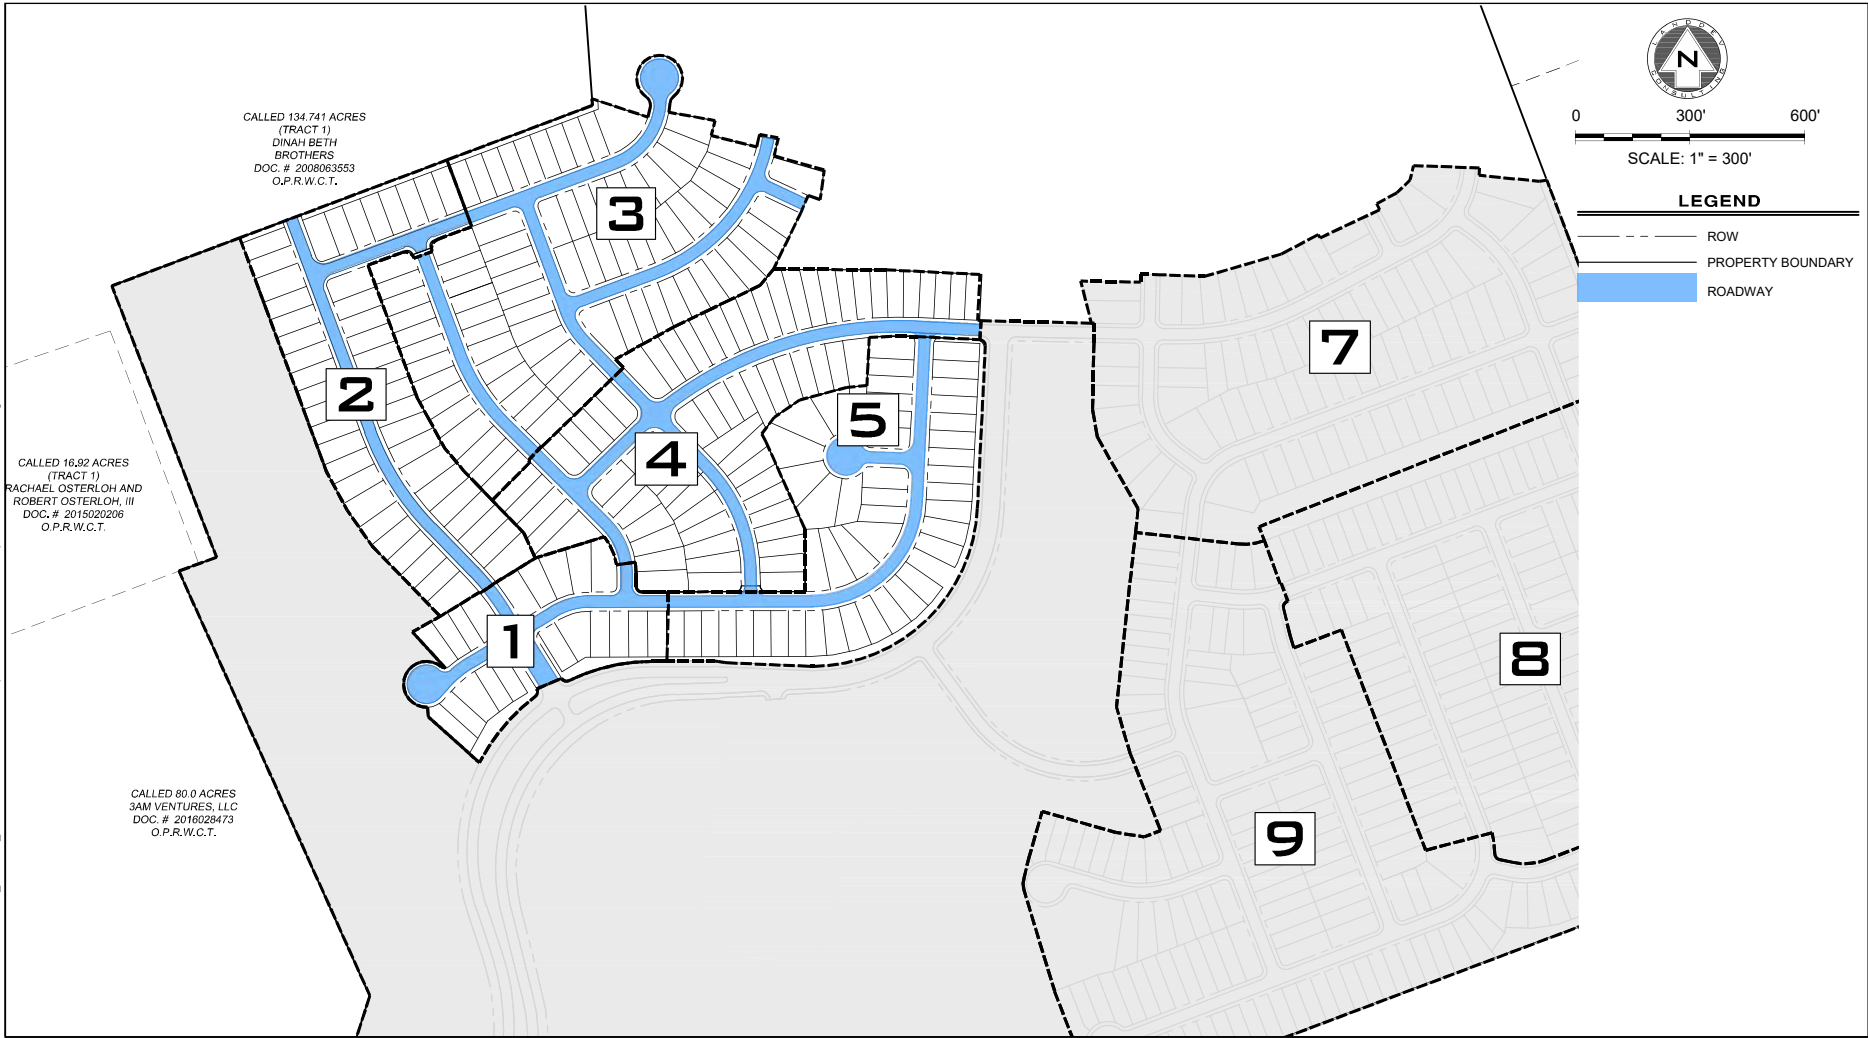 CALLED 134.741 ACRES
(TRACT 1)
DINAH BETH
BROTHERS
DOC. # 2008063553
O.P.R.W.C.T.
CALLED 16.92 ACRES
(TRACT 1)
RACHAEL OSTERLOH AND
ROBERT OSTERLOH, III
DOC. # 2015020206
O.P.R.W.C.T.
CALLED 80.0 ACRES
3AM VENTURES, LLC
DOC. # 2016028473
O.P.R.W.C.T.
3
2
5
4
1
7
8
9
LANDDEV
N
CONSULTING
0 300' 600'
SCALE: 1" = 300'
LEGEND
ROW
PROPERTY BOUNDARY
ROADWAY